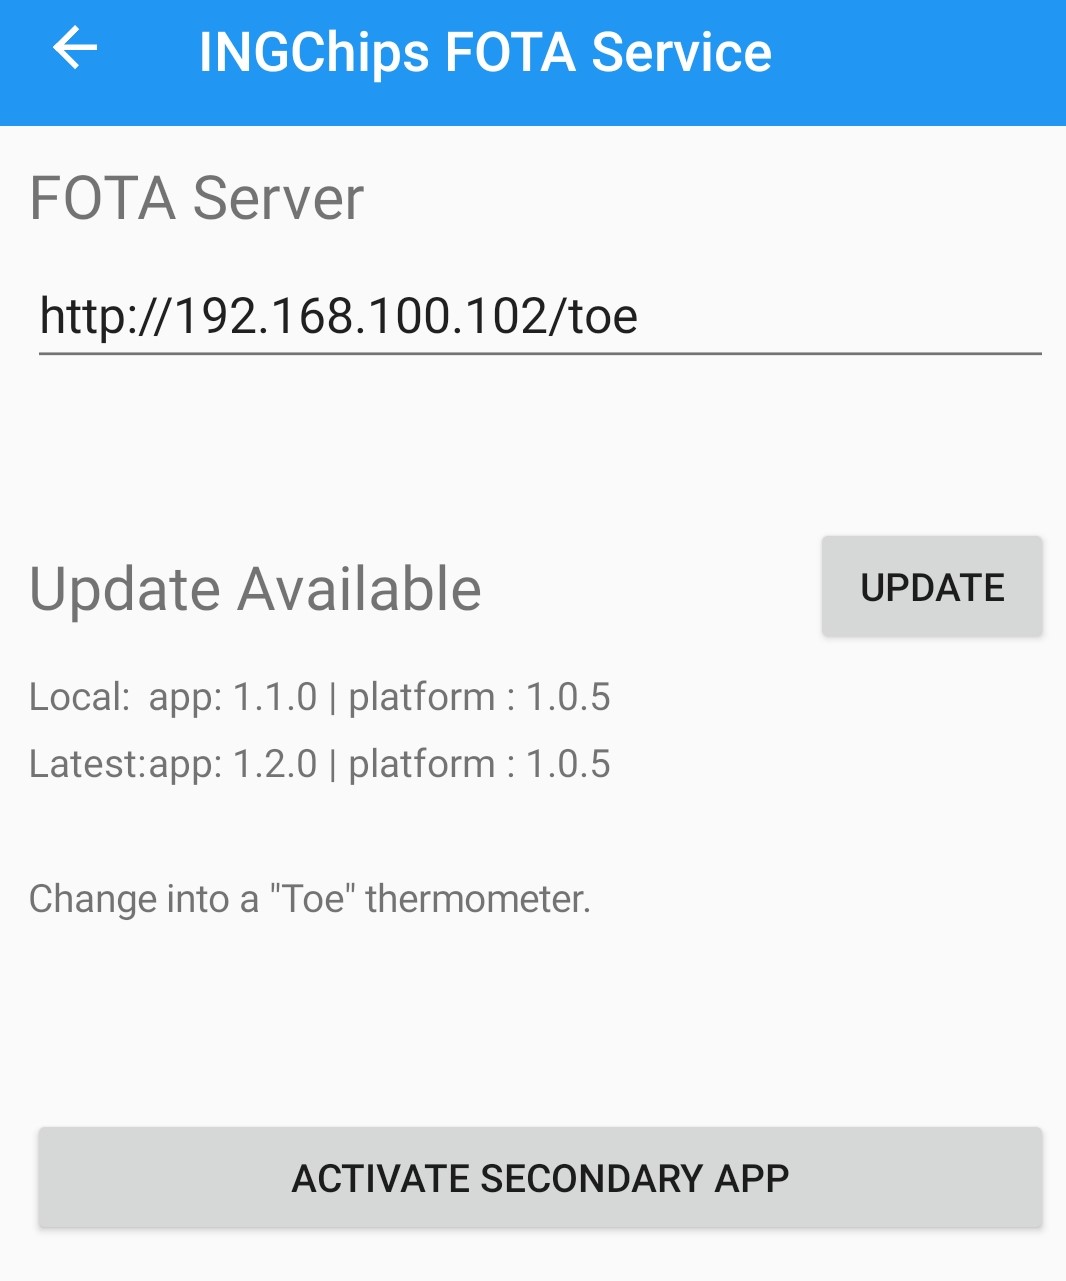 INGChips FOTA Service
FOTA Server
http://192.168.100.102/toe
Update Available
UPDATE
Local: app: 1.1.0 | platform : 1.0.5
Latest:app: 1.2.0 | platform : 1.0.5
Change into a "Toe" thermometer.
ACTIVATE SECONDARY APP